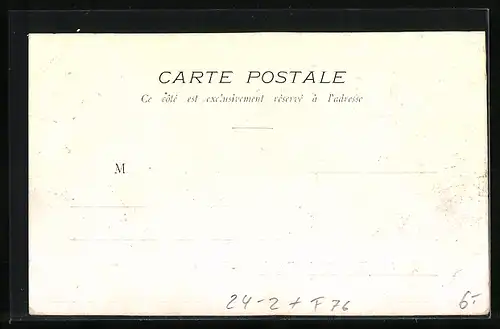 CARTE POSTALE
Ce côté est exclusivement réservé à l'adresse
M
24-2 + F76
6-